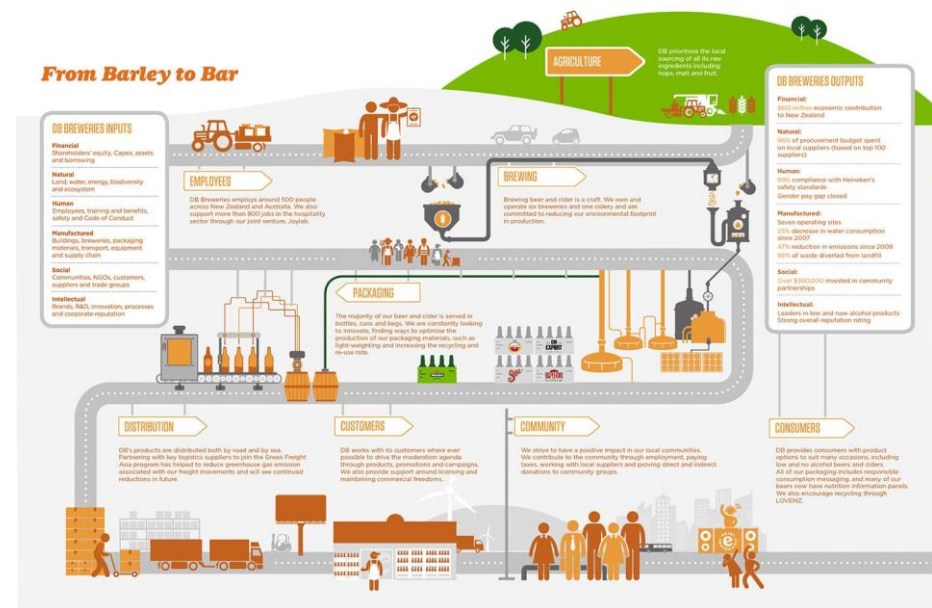 From Barley to Bar
AGRICULTURE
DB prioritises the local
sourcing of all its raw
ingredients including
hops, malt and fruit.
DB BREWERIES INPUTS
Financial
Shareholders' equity, Capex, assets
and borrowing
Natural
Land, water, energy, biodiversity
and ecosystem
Human
Employees, training and benefits,
safety and Code of Conduct
Manufactured
Buildings, breweries, packaging
materials, transport, equipment
and supply chain
Social
Communities, NGOs, customers,
suppliers and trade groups
Intellectual
Brands, R&D, innovation, processes
and corporate reputation
DB BREWERIES OUTPUTS
Financial:
$612 million economic contribution
to New Zealand
Natural:
96% of procurement budget spend
on local suppliers (based on top 100
suppliers)
Human:
99% compliance with Heineken's
safety standards
Gender pay gap closed
Manufactured:
Seven operating sites
25% decrease in water consumption
since 2007
47% reduction in emissions since 2008
96% of waste diverted from landfill
Social:
Over $360,000 invested in community
partnerships
Intellectual:
Leaders in low and now alcohol products
Strong overall reputation rating.
EMPLOYEES
DB Breweries employs around 500 people
across New Zealand and Australia. We also
support more than 800 jobs in the hospitality
sector through our joint venture, Joylab.
BREWING
Brewing beer and cider is a craft. We own and
operate six breweries and one cidery and are
committed to reducing our environmental footprint
in production.
PACKAGING
The majority of our beer and cider is served in
bottles, cans and kegs. We are constantly looking
to innovate, finding ways to optimise the
production of our packaging materials, such as
light-weighting and increasing the recycling and
re-use rate.
DB
EXPORT
DISTRIBUTION
DB's products are distributed both by road and by sea.
Partnering with key logistics suppliers to join the Green Freight
Asia program has helped to reduce greenhouse gas emission
associated with our freight movements and will see continued
reductions in future.
CUSTOMERS
DB works with its customers where ever
possible to drive the moderation agenda
through products, promotions and campaigns.
We also provide support around licensing and
maintaining commercial freedoms.
COMMUNITY
We strive to have a positive impact in our local communities.
We contribute to the community through employment, paying
taxes, working with local suppliers and proving direct and indirect
donations to community groups.
CONSUMERS
DB provides consumers with product
options to suit many occasions, including
low and no alcohol beers and ciders.
All of our packaging includes responsible
consumption messaging, and many of our
beers now have nutrition information panels.
We also encourage recycling through
LOVENZ.